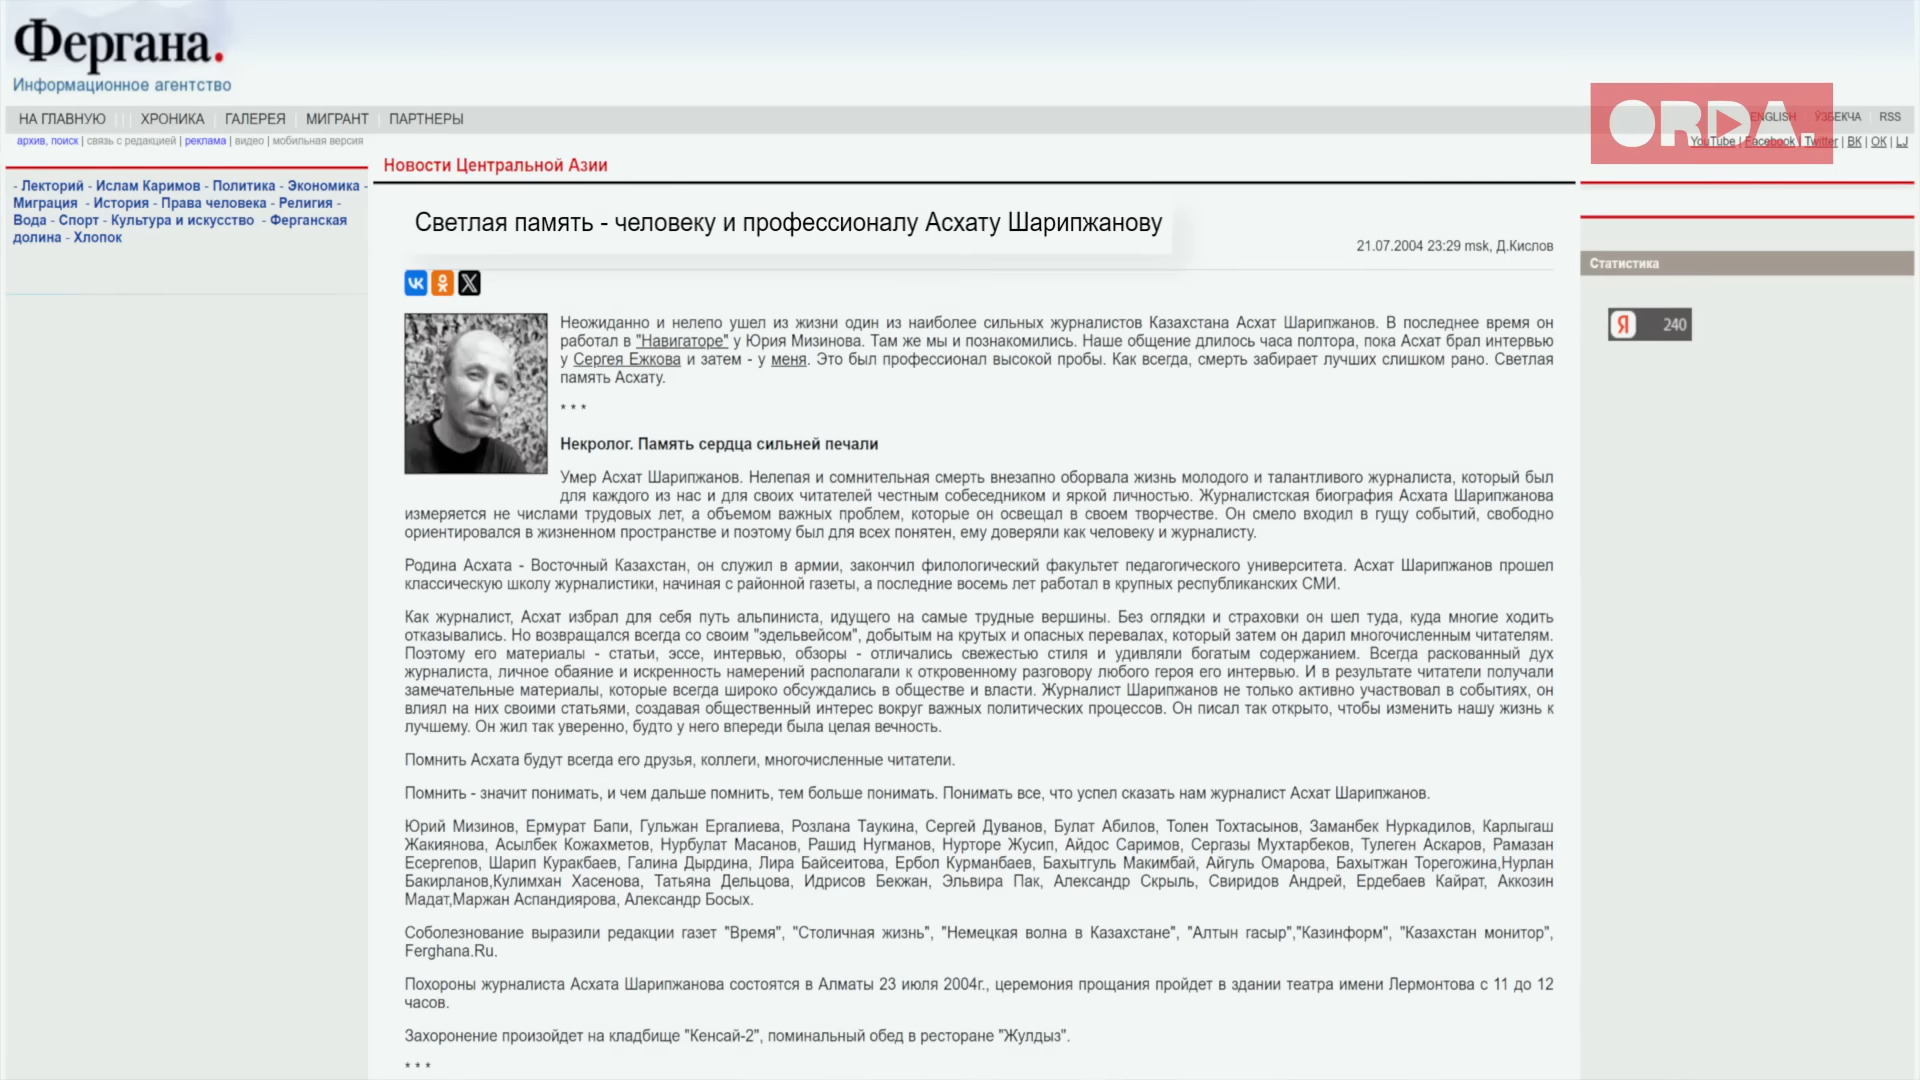 Фергана.
Информационное агентство
НА ГЛАВНУЮ ХРОНИКА ГАЛЕРЕЯ МИГРАНТ ПАРТНЕРЫ
ENGLISH ЎЗБЕКЧА RSS
ORDA.
архив, поиск | связь с редакцией | реклама | видео | мобильная версия
YouTube | Facebook | Twitter | ВК | ОК | LJ
- Лекторий - Ислам Каримов - Политика - Экономика -
Миграция - История - Права человека - Религия -
Вода - Спорт - Культура и искусство - Ферганская
долина - Хлопок
Новости Центральной Азии
Светлая память - человеку и профессионалу Асхату Шарипжанову
21.07.2004 23:29 msk, Д.Кислов
Неожиданно и нелепо ушел из жизни один из наиболее сильных журналистов Казахстана Асхат Шарипжанов. В последнее время он
работал в "Навигаторе" у Юрия Мизинова. Там же мы и познакомились. Наше общение длилось часа полтора, пока Асхат брал интервью
у Сергея Ежкова и затем - у меня. Это был профессионал высокой пробы. Как всегда, смерть забирает лучших слишком рано. Светлая
память Асхату.
* * *
Некролог. Память сердца сильней печали
Умер Асхат Шарипжанов. Нелепая и сомнительная смерть внезапно оборвала жизнь молодого и талантливого журналиста, который был
для каждого из нас и для своих читателей честным собеседником и яркой личностью. Журналистская биография Асхата Шарипжанова
измеряется не числами трудовых лет, а объемом важных проблем, которые он освещал в своем творчестве. Он смело входил в гущу событий, свободно
ориентировался в жизненном пространстве и поэтому был для всех понятен, ему доверяли как человеку и журналисту.
Родина Асхата - Восточный Казахстан, он служил в армии, закончил филологический факультет педагогического университета. Асхат Шарипжанов прошел
классическую школу журналистики, начиная с районной газеты, а последние восемь лет работал в крупных республиканских СМИ.
Как журналист, Асхат избрал для себя путь альпиниста, идущего на самые трудные вершины. Без оглядки и страховки он шел туда, куда многие ходить
отказывались. Но возвращался всегда со своим "эдельвейсом", добытым на крутых и опасных перевалах, который затем он дарил многочисленным читателям.
Поэтому его материалы - статьи, эссе, интервью, обзоры - отличались свежестью стиля и удивляли богатым содержанием. Всегда раскованный дух
журналиста, личное обаяние и искренность намерений располагали к откровенному разговору любого героя его интервью. И в результате читатели получали
замечательные материалы, которые всегда широко обсуждались в обществе и власти. Журналист Шарипжанов не только активно участвовал в событиях, он
влиял на них своими статьями, создавая общественный интерес вокруг важных политических процессов. Он писал так открыто, чтобы изменить нашу жизнь к
лучшему. Он жил так уверенно, будто у него впереди была целая вечность.
Помнить Асхата будут всегда его друзья, коллеги, многочисленные читатели.
Помнить - значит понимать, и чем дальше помнить, тем больше понимать. Понимать все, что успел сказать нам журналист Асхат Шарипжанов.
Юрий Мизинов, Ермурат Бапи, Гульжан Ергалиева, Розлана Таукина, Сергей Дуванов, Булат Абилов, Толен Тохтасынов, Заманбек Нуркадилов, Карлыгаш
Жакиянова, Асылбек Кожахметов, Нурбулат Масанов, Рашид Нугманов, Нурторе Жусип, Айдос Саримов, Сергазы Мухтарбеков, Тулеген Аскаров, Рамазан
Есергепов, Шарип Куракбаев, Галина Дырдина, Лира Байсеитова, Ербол Курманбаев, Бахытгуль Макимбай, Айгуль Омарова, Бахытжан Торегожина,Нурлан
Бакирланов,Кулимхан Хасенова, Татьяна Дельцова, Идрисов Бекжан, Эльвира Пак, Александр Скрыль, Свиридов Андрей, Ердебаев Кайрат, Аккозин
Мадат,Маржан Аспандиярова, Александр Босых.
Соболезнование выразили редакции газет "Время", "Столичная жизнь", "Немецкая волна в Казахстане", "Алтын гасыр","Казинформ", "Казахстан монитор",
Ferghana.Ru.
Похороны журналиста Асхата Шарипжанова состоятся в Алматы 23 июля 2004г., церемония прощания пройдет в здании театра имени Лермонтова с 11 до 12
часов.
Захоронение произойдет на кладбище "Кенсай-2", поминальный обед в ресторане "Жулдыз".
* * *
Статистика
Я 240